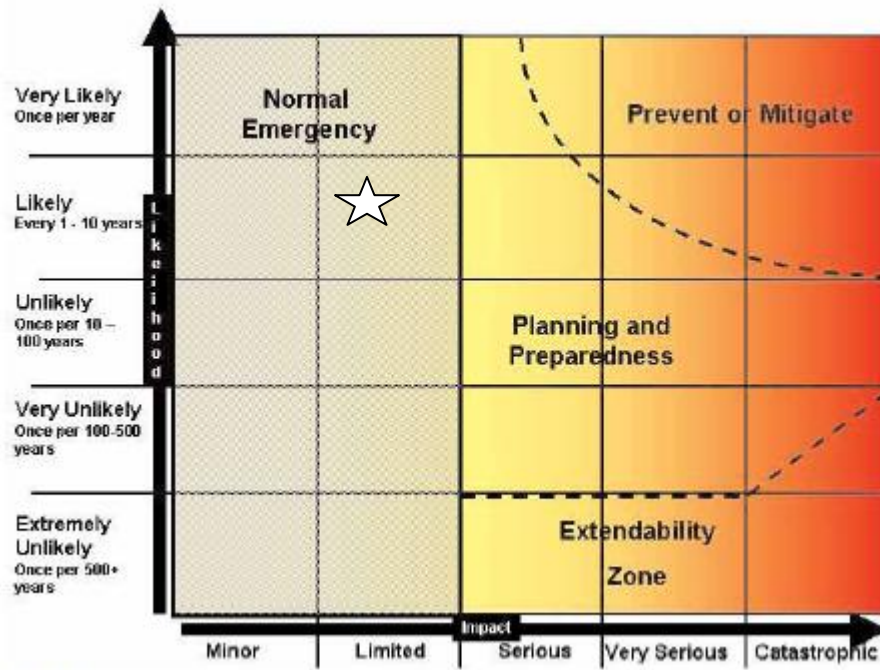 Very Likely
Once per year
Normal
Emergency
Prevent or Mitigate
Likely
Every 1 - 10 years
Likelihood
Unlikely
Once per 10 –
100 years
Planning and
Preparedness
Very Unlikely
Once per 100-500
years
Extremely
Unlikely
Once per 500+
years
Extendability
Zone
Impact
Minor
Limited
Serious
Very Serious
Catastrophic